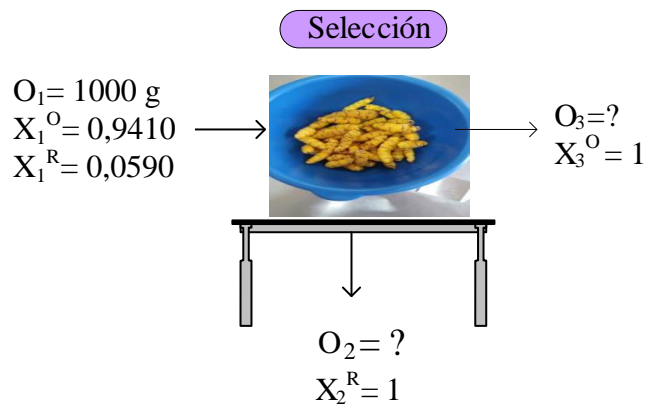 Selección
O₁= 1000 g
X₁ᴼ= 0,9410
X₁ᴿ= 0,0590
O₃=?
X₃ᴼ = 1
O₂= ?
X₂ᴿ= 1